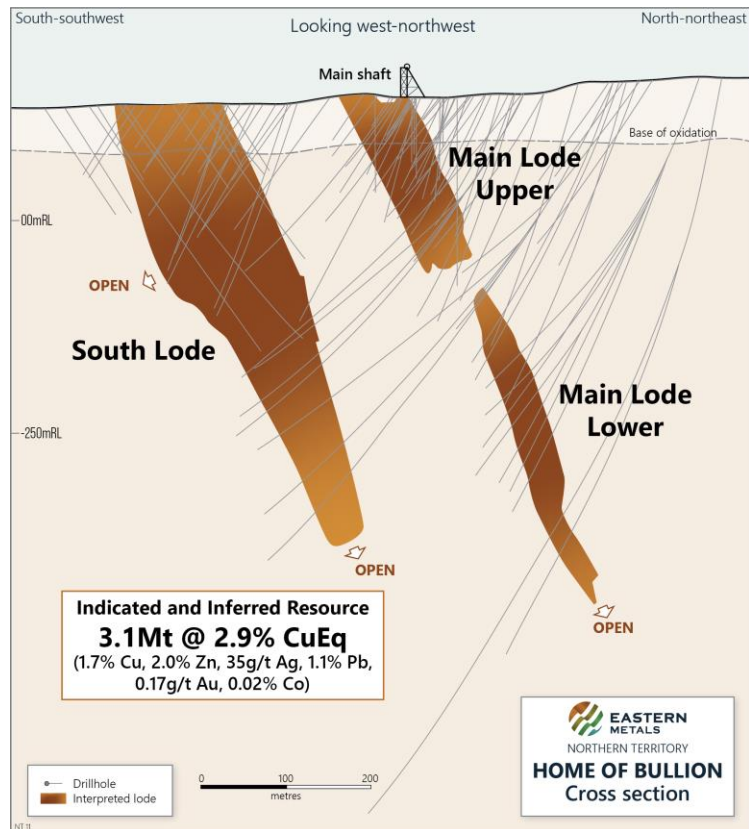 South-southwest
Looking west-northwest
North-northeast
Main shaft
Base of oxidation
Main Lode
Upper
00mRL
OPEN
South Lode
Main Lode
Lower
-250mRL
OPEN
OPEN
Indicated and Inferred Resource
3.1Mt @ 2.9% CuEq
(1.7% Cu, 2.0% Zn, 35g/t Ag, 1.1% Pb,
0.17g/t Au, 0.02% Co)
EASTERN
METALS
NORTHERN TERRITORY
HOME OF BULLION
Cross section
Drillhole
Interpreted lode
0 100 200
metres
NT 11